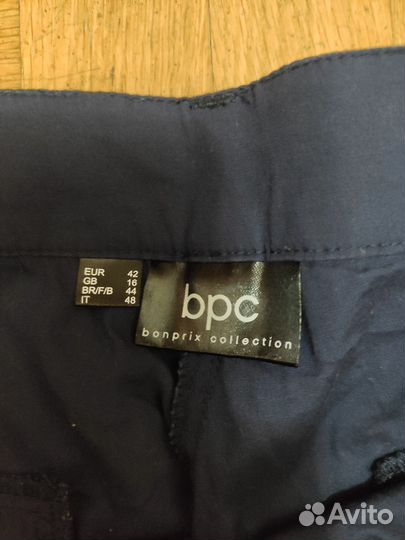 EUR 42
GB 16
BR/F/B 44
IT 48
bpc
bonprix collection
Avito